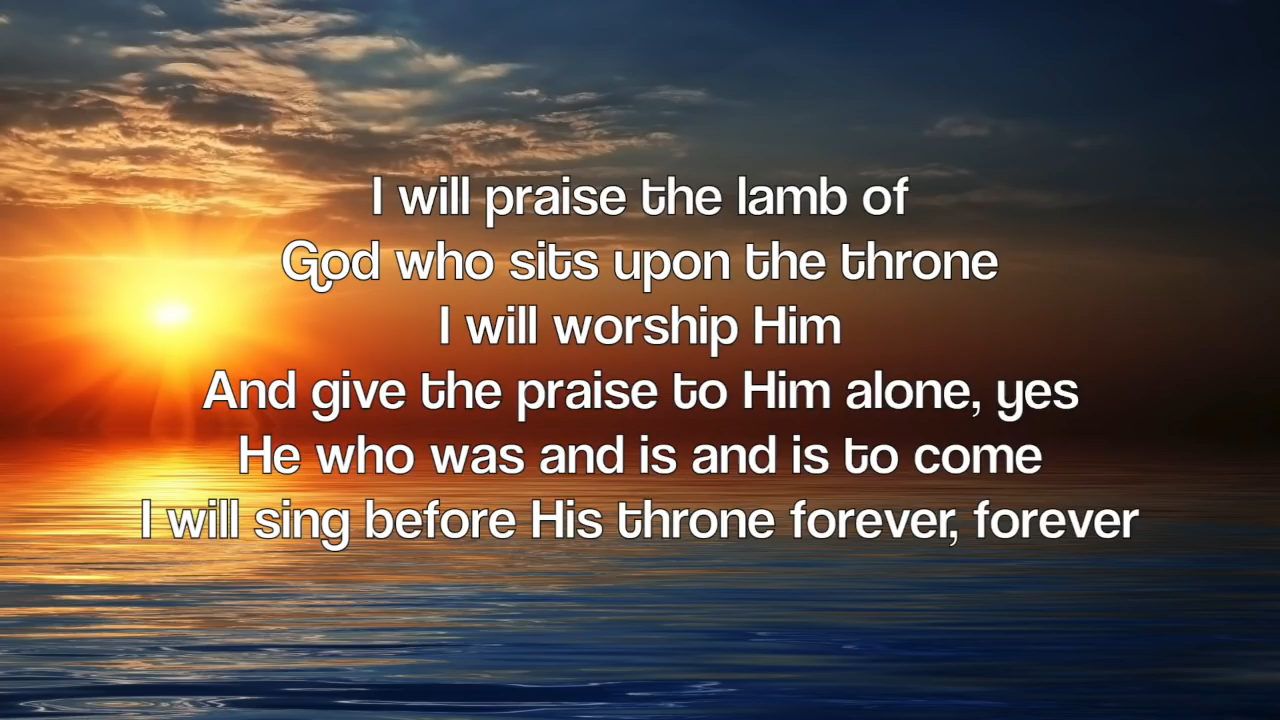 I will praise the lamb of
God who sits upon the throne
I will worship Him
And give the praise to Him alone, yes
He who was and is and is to come
I will sing before His throne forever, forever